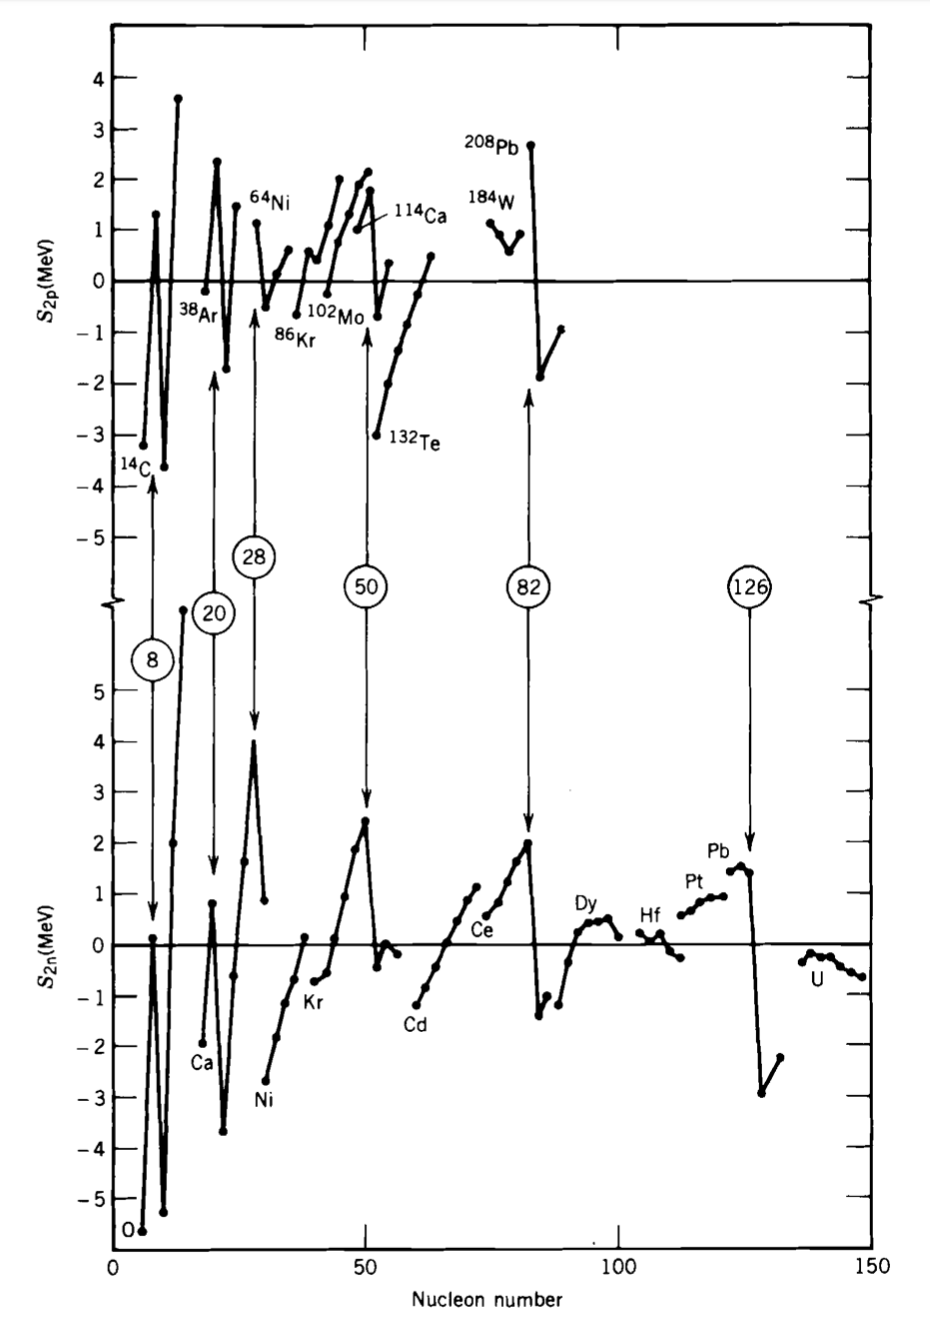 4
3
208Pb
2
184W
64Ni
114Ca
1
S2p(MeV)
0
38Ar
102Mo
86Kr
−1
−2
−3
132Te
14C
−4
−5
28
50
82
126
20
8
5
4
3
2
Pb
1
Pt
Dy
Hf
Ce
S2n(MeV)
0
U
Kr
−1
Cd
−2
Ca
Ni
−3
−4
−5
O
0
50
100
150
Nucleon number